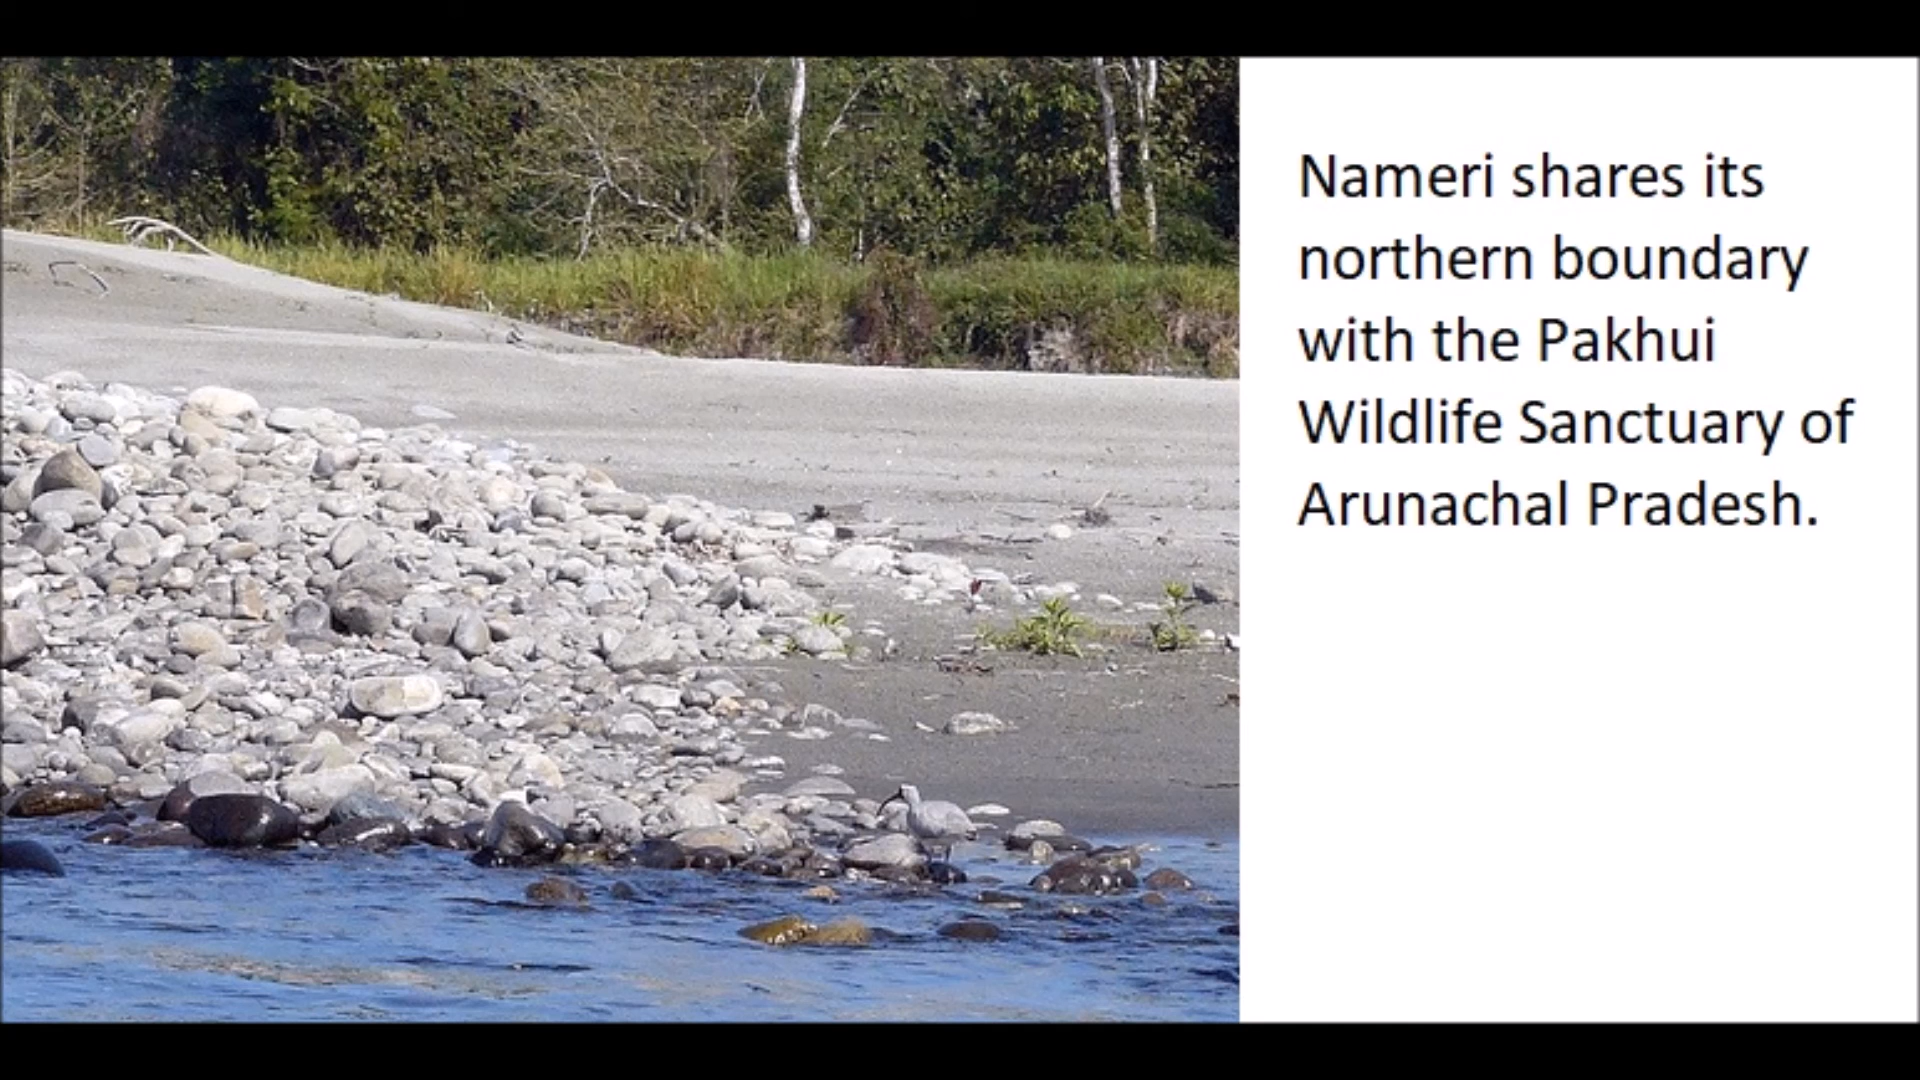 Nameri shares its
northern boundary
with the Pakhui
Wildlife Sanctuary of
Arunachal Pradesh.